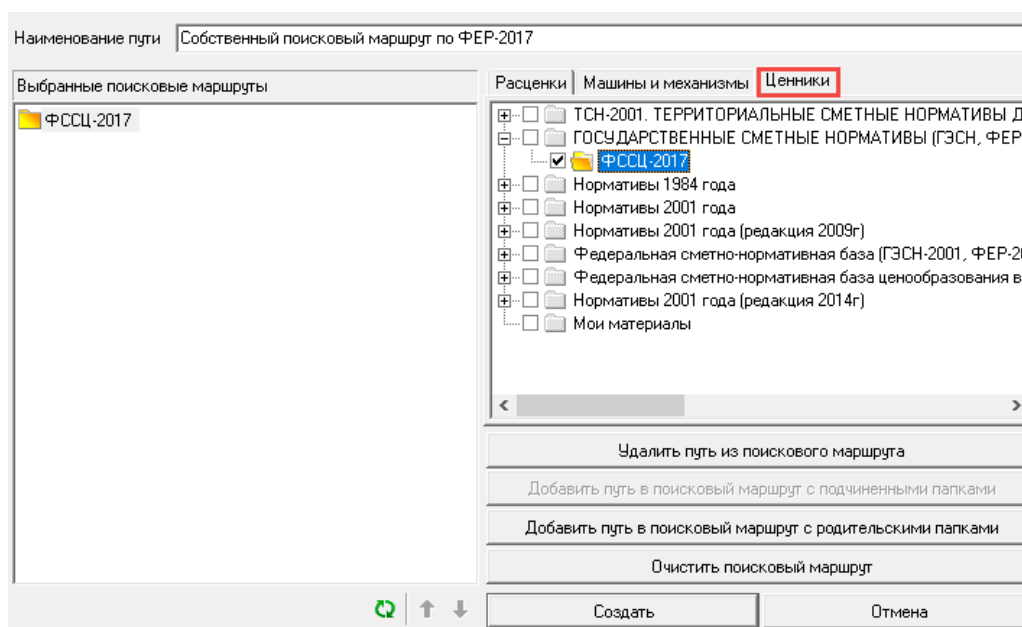 Наименование пути Собственный поисковый маршрут по ФЕР-2017
Выбранные поисковые маршруты
ФССЦ-2017
Расценки Машины и механизмы Ценники
ТСН-2001. ТЕРРИТОРИАЛЬНЫЕ СМЕТНЫЕ НОРМАТИВЫ Д
ГОСУДАРСТВЕННЫЕ СМЕТНЫЕ НОРМАТИВЫ (ГЭСН, ФЕР
ФССЦ-2017
Нормативы 1984 года
Нормативы 2001 года
Нормативы 2001 года (редакция 2009г)
Федеральная сметно-нормативная база (ГЭСН-2001, ФЕР-20
Федеральная сметно-нормативная база ценообразования в
Нормативы 2001 года (редакция 2014г)
Мои материалы
Удалить путь из поискового маршрута
Добавить путь в поисковый маршрут с подчиненными папками
Добавить путь в поисковый маршрут с родительскими папками
Очистить поисковый маршрут
Создать Отмена